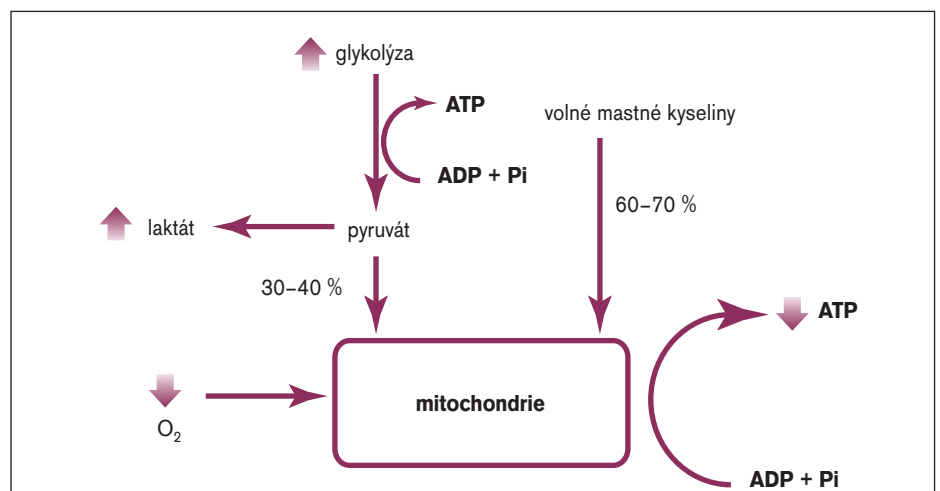 glykolýza
ATP
volné mastné kyseliny
ADP + Pi
60–70 %
laktát
pyruvát
30–40 %
ATP
mitochondrie
O₂
ADP + Pi